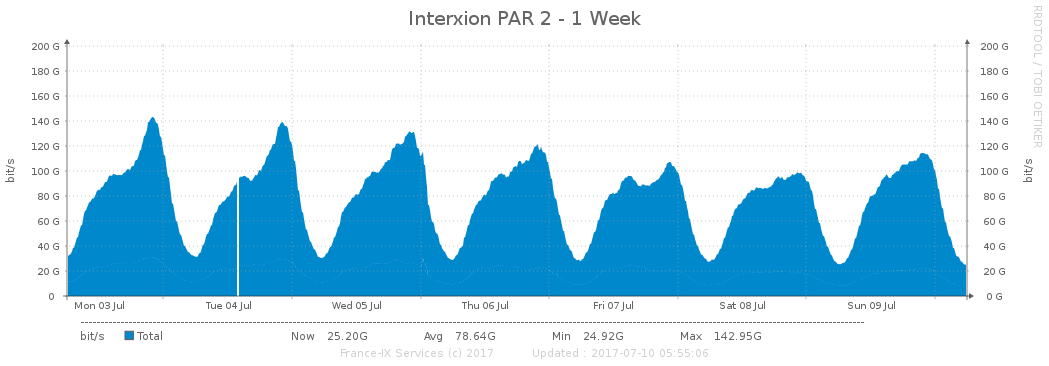 Interxion PAR 2 - 1 Week
RRDTOOL / TOBI OETIKER
200 G 200 G
180 G 180 G
160 G 160 G
140 G 140 G
120 G 120 G
100 G 100 G
80 G 80 G
60 G 60 G
40 G 40 G
20 G 20 G
0 0 G
bit/s bit/s
Mon 03 Jul Tue 04 Jul Wed 05 Jul Thu 06 Jul Fri 07 Jul Sat 08 Jul Sun 09 Jul
bit/s Total Now 25.20G Avg 78.64G Min 24.92G Max 142.95G
France-IX Services (c) 2017 Updated : 2017-07-10 05:55:06